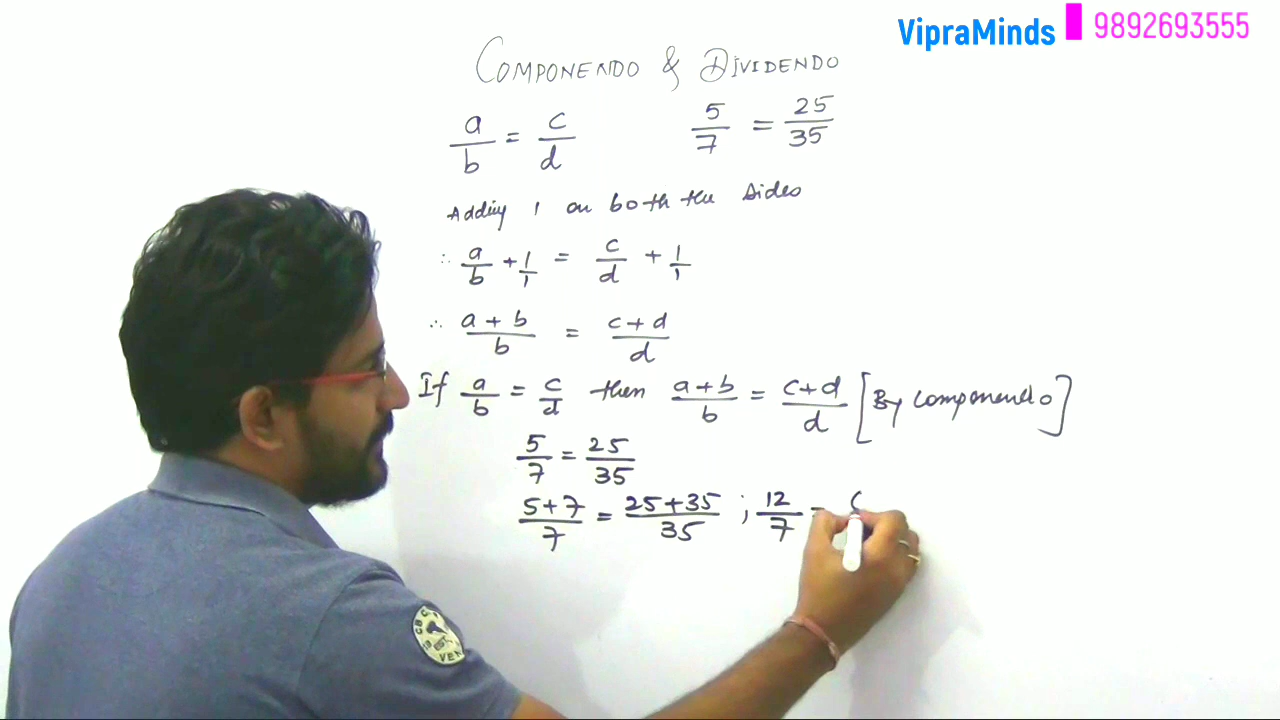 VipraMinds 9892693555
COMPONENDO & DIVIDENDO
a/b = c/d 5/7 = 25/35
Adding 1 on both the sides
∴ a/b + 1/1 = c/d + 1/1
∴ a+b/b = c+d/d
If a/b = c/d then a+b/b = c+d/d [By componendo]
5/7 = 25/35
5+7/7 = 25+35/35 ; 12/7 =